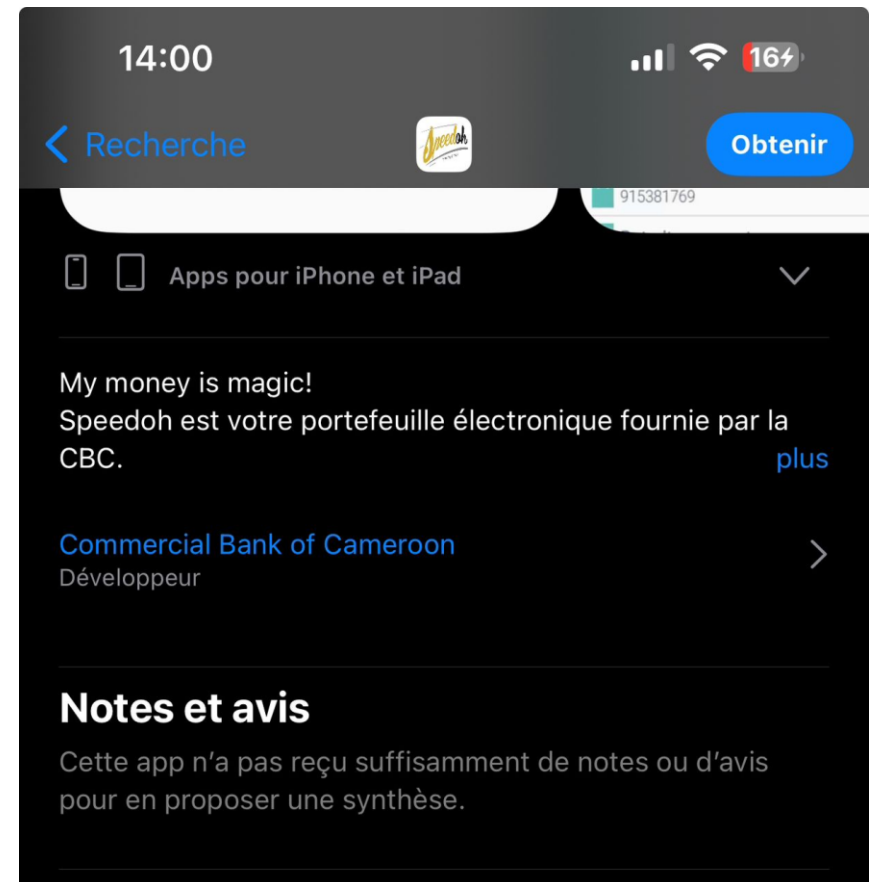 14:00
16
Recherche
Speedoh
Obtenir
915381769
Apps pour iPhone et iPad
My money is magic!
Speedoh est votre portefeuille électronique fournie par la
CBC.
plus
Commercial Bank of Cameroon
Développeur
Notes et avis
Cette app n’a pas reçu suffisamment de notes ou d’avis
pour en proposer une synthèse.